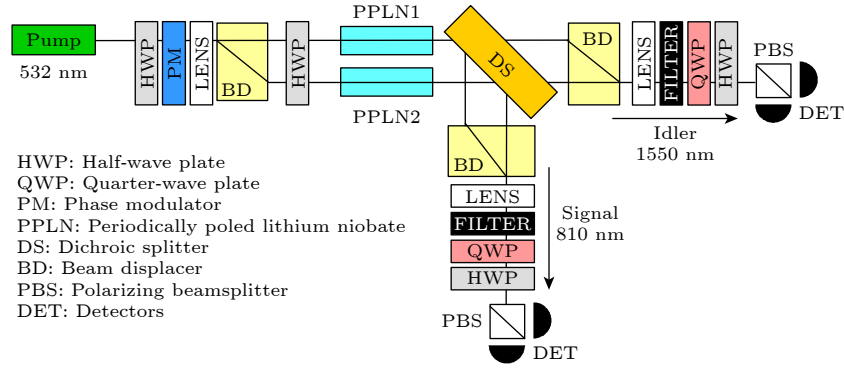 Pump
532 nm
HWP
PM
LENS
BD
HWP
PPLN1
PPLN2
DS
BD
LENS
FILTER
QWP
HWP
PBS
DET
Idler
1550 nm
BD
LENS
FILTER
QWP
HWP
Signal
810 nm
PBS
DET
HWP: Half-wave plate
QWP: Quarter-wave plate
PM: Phase modulator
PPLN: Periodically poled lithium niobate
DS: Dichroic splitter
BD: Beam displacer
PBS: Polarizing beamsplitter
DET: Detectors